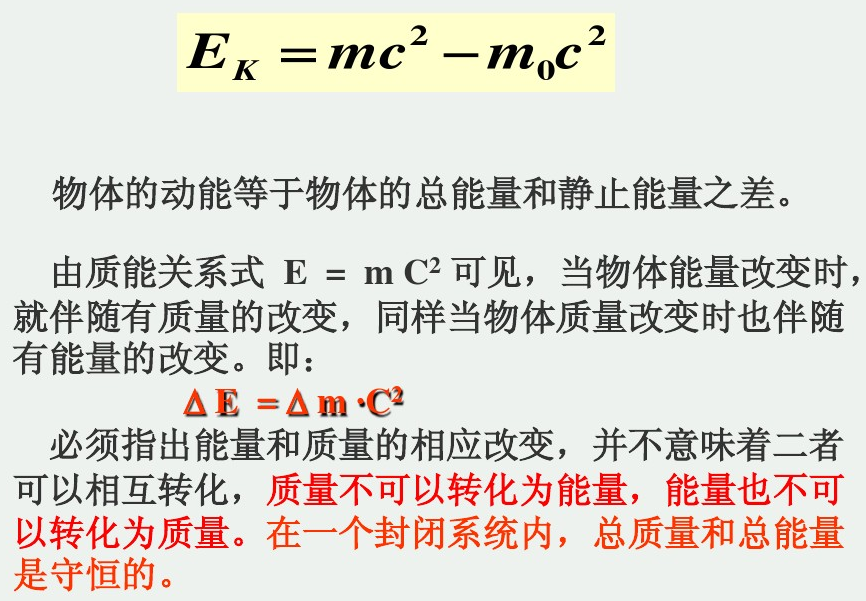 E_K = mc² − m₀c²
物体的动能等于物体的总能量和静止能量之差。
由质能关系式 E = m C² 可见，当物体能量改变时，
就伴随有质量的改变，同样当物体质量改变时也伴随
有能量的改变。即：
Δ E = Δ m ·C²
必须指出能量和质量的相应改变，并不意味着二者
可以相互转化，质量不可以转化为能量，能量也不可
以转化为质量。在一个封闭系统内，总质量和总能量
是守恒的。